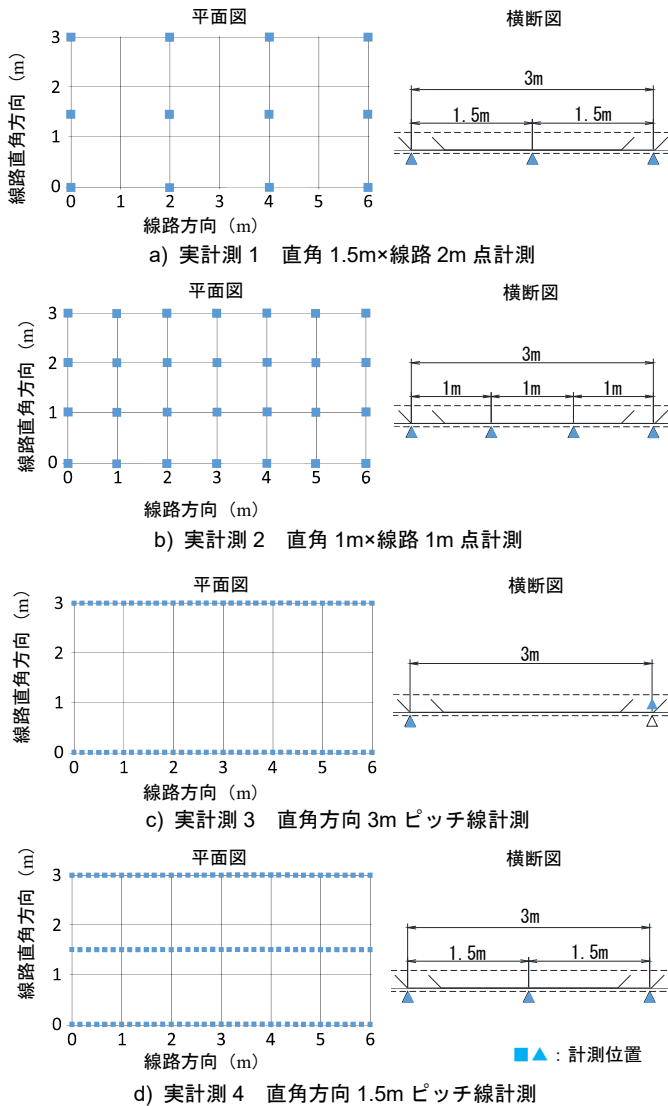 平面図
横断図
線路直角方向（m）
3
2
1
0
0 1 2 3 4 5 6
線路方向（m）
3m
1.5m 1.5m
a) 実計測 1　直角 1.5m×線路 2m 点計測
平面図
横断図
線路直角方向（m）
3
2
1
0
0 1 2 3 4 5 6
線路方向（m）
3m
1m 1m 1m
b) 実計測 2　直角 1m×線路 1m 点計測
平面図
横断図
線路直角方向（m）
3
2
1
0
0 1 2 3 4 5 6
線路方向（m）
3m
c) 実計測 3　直角方向 3m ピッチ線計測
平面図
横断図
線路直角方向（m）
3
2
1
0
0 1 2 3 4 5 6
線路方向（m）
3m
1.5m 1.5m
■▲：計測位置
d) 実計測 4　直角方向 1.5m ピッチ線計測